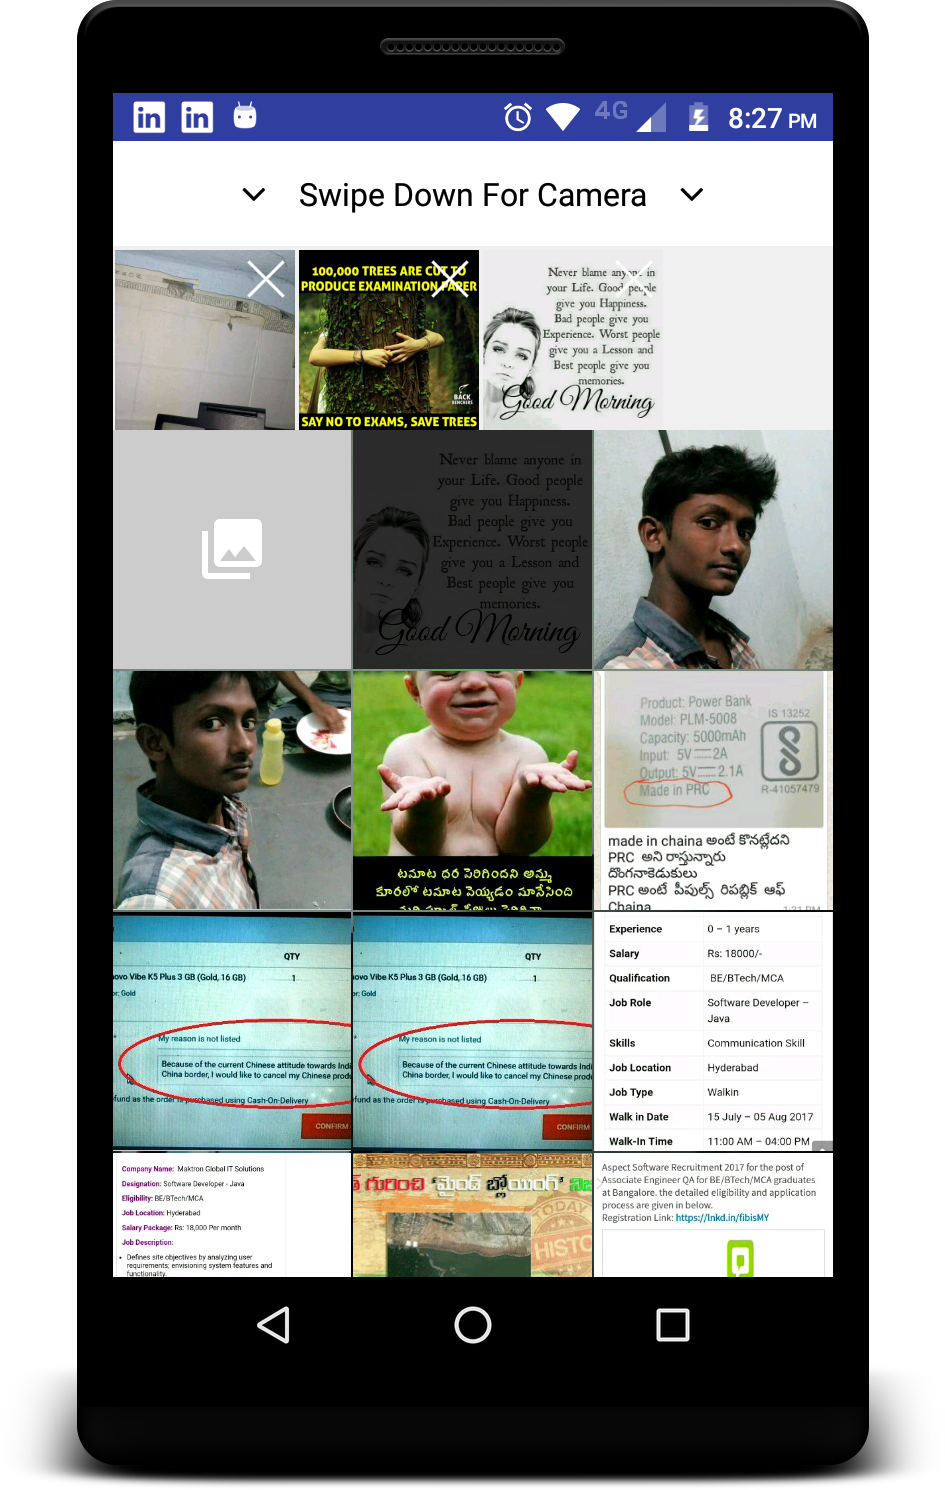 in in 4G 8:27 PM
Swipe Down For Camera
100,000 TREES ARE CUT TO
PRODUCE EXAMINATION PAPER
BACK
BENCHERS
SAY NO TO EXAMS, SAVE TREES
Never blame anyone in
your Life. Good people
give you Happiness.
Bad people give you
Experience. Worst people
give you a Lesson and
Best people give you
memories.
Good Morning
Never blame anyone in
your Life. Good people
give you Happiness.
Bad people give you
Experience. Worst people
give you a Lesson and
Best people give you
memories.
Good Morning
టమాట ధర పెరిగిందని అమ్మ
కూరలో టమాట వెయ్యడం మానేసింది
Product: Power Bank
Model: PLM-5008
Capacity: 5000mAh
Input: 5V⎓2A
Output: 5V⎓2.1A
Made in PRC
IS 13252
R-41057479
made in chaina అంటే కొనట్లేదని
PRC అని రాస్తున్నారు
దొంగనాకొడుకులు
PRC అంటే పీపుల్స్ రిపబ్లిక్ ఆఫ్
Chaina
1:21 PM
QTY
ovo Vibe K5 Plus 3 GB (Gold, 16 GB) 1
or: Gold
My reason is not listed
Because of the current Chinese attitude towards Indi
China border, I would like to cancel my Chinese prod
fund as the order is purchased using Cash-On-Delivery
CONFIRM
QTY
ovo Vibe K5 Plus 3 GB (Gold, 16 GB) 1
or: Gold
My reason is not listed
Because of the current Chinese attitude towards Indi
China border, I would like to cancel my Chinese prod
fund as the order is purchased using Cash-On-Delivery
CONFIRM
Experience 0 – 1 years
Salary Rs: 18000/-
Qualification BE/BTech/MCA
Job Role Software Developer –
Java
Skills Communication Skill
Job Location Hyderabad
Job Type Walkin
Walk in Date 15 July – 05 Aug 2017
Walk-In Time 11:00 AM – 04:00 PM
Company Name: Maktron Global IT Solutions
Designation: Software Developer - Java
Eligibility: BE/BTech/MCA
Job Location: Hyderabad
Salary Package: Rs: 18,000 Per month
Job Description:
• Defines site objectives by analyzing user
requirements; envisioning system features and
functionality.
గురించి 'మైండ్ బ్లోయింగ్'
TODAY
HISTO
Aspect Software Recruitment 2017 for the post of
Associate Engineer QA for BE/BTech/MCA graduates
at Bangalore. the detailed eligibility and application
process are given in below.
Registration Link: https://lnkd.in/fibisMY